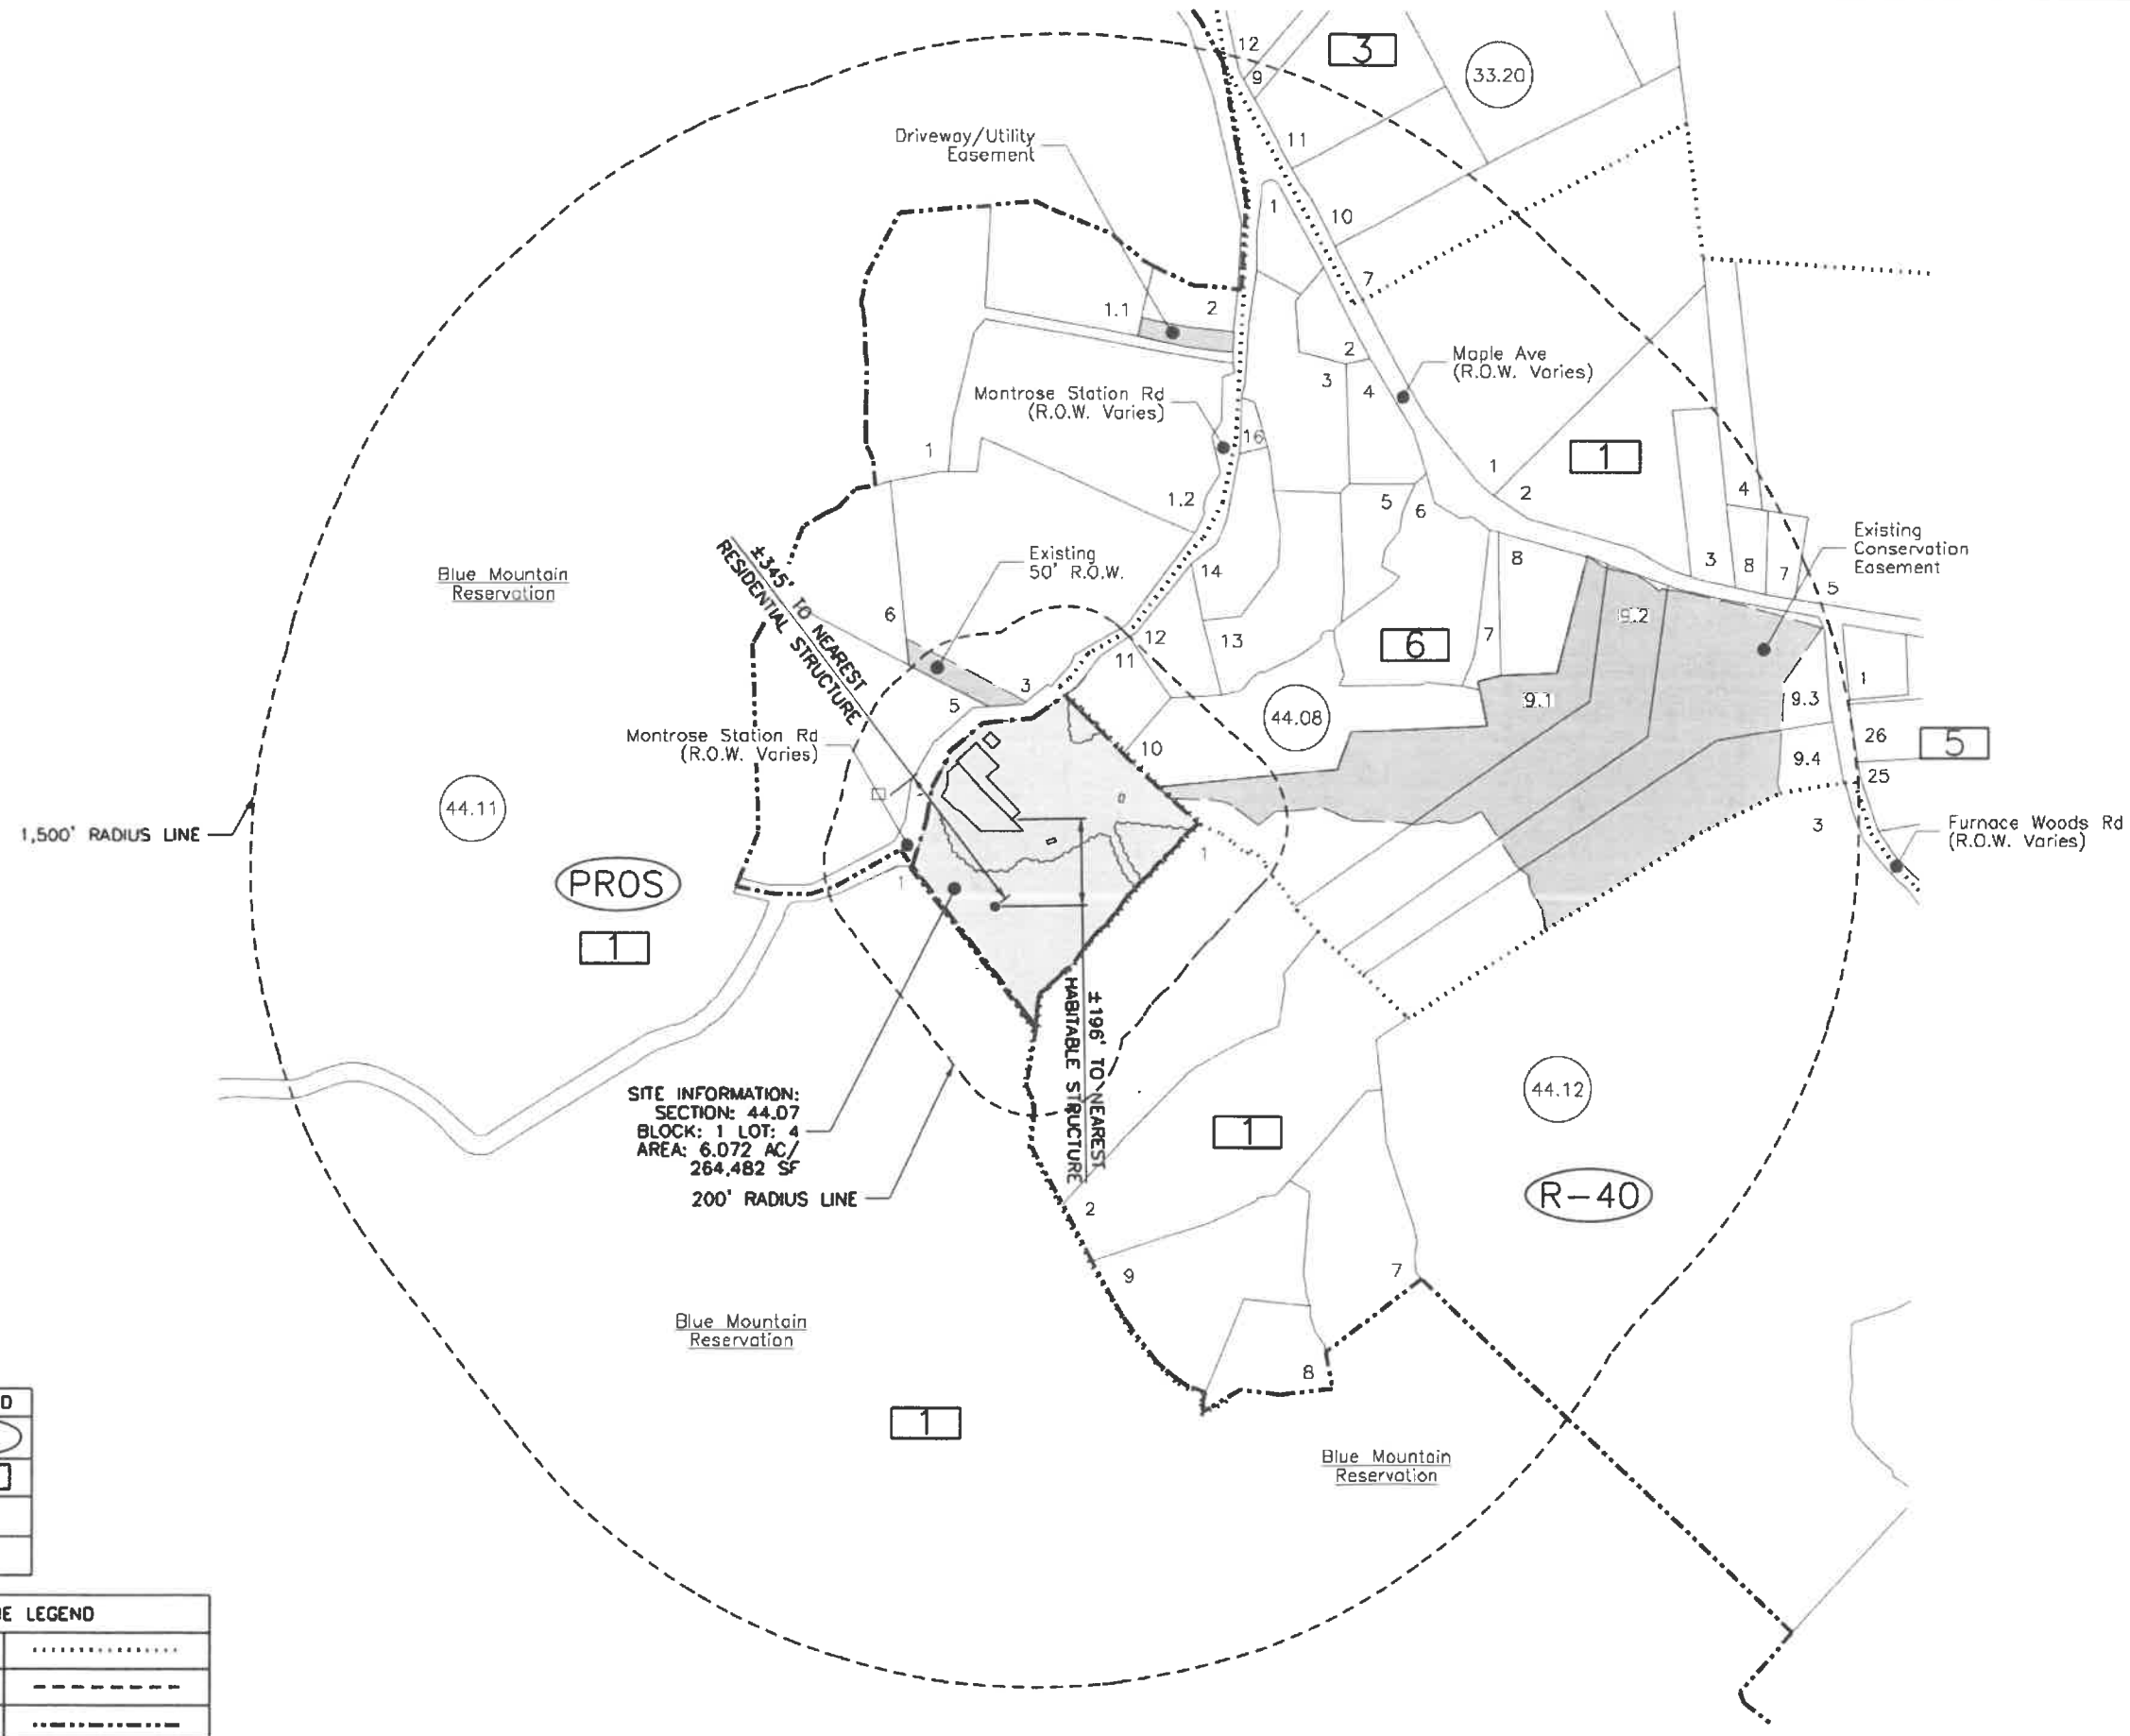 12
9
3
33.20
11
10
7
1
Driveway/Utility
Easement
1.1
2
2
3
4
Maple Ave
(R.O.W. Varies)
Montrose Station Rd
(R.O.W. Varies)
16
1
1.2
5
6
1
2
1
4
3
8
7
5
Existing
Conservation
Easement
Blue Mountain
Reservation
±345' TO NEAREST
RESIDENTIAL STRUCTURE
Existing
50' R.O.W.
14
8
6
12
11
13
6
7
9.2
9.1
9.3
1
3
5
44.08
10
26
5
9.4
25
Montrose Station Rd
(R.O.W. Varies)
44.11
1,500' RADIUS LINE
3
Furnace Woods Rd
(R.O.W. Varies)
PROS
1
1
1
±196' TO NEAREST
HABITABLE STRUCTURE
SITE INFORMATION:
SECTION: 44.07
BLOCK: 1 LOT: 4
AREA: 6.072 AC/
264,482 SF
200' RADIUS LINE
44.12
1
R-40
2
9
7
8
Blue Mountain
Reservation
1
Blue Mountain
Reservation
D
E LEGEND